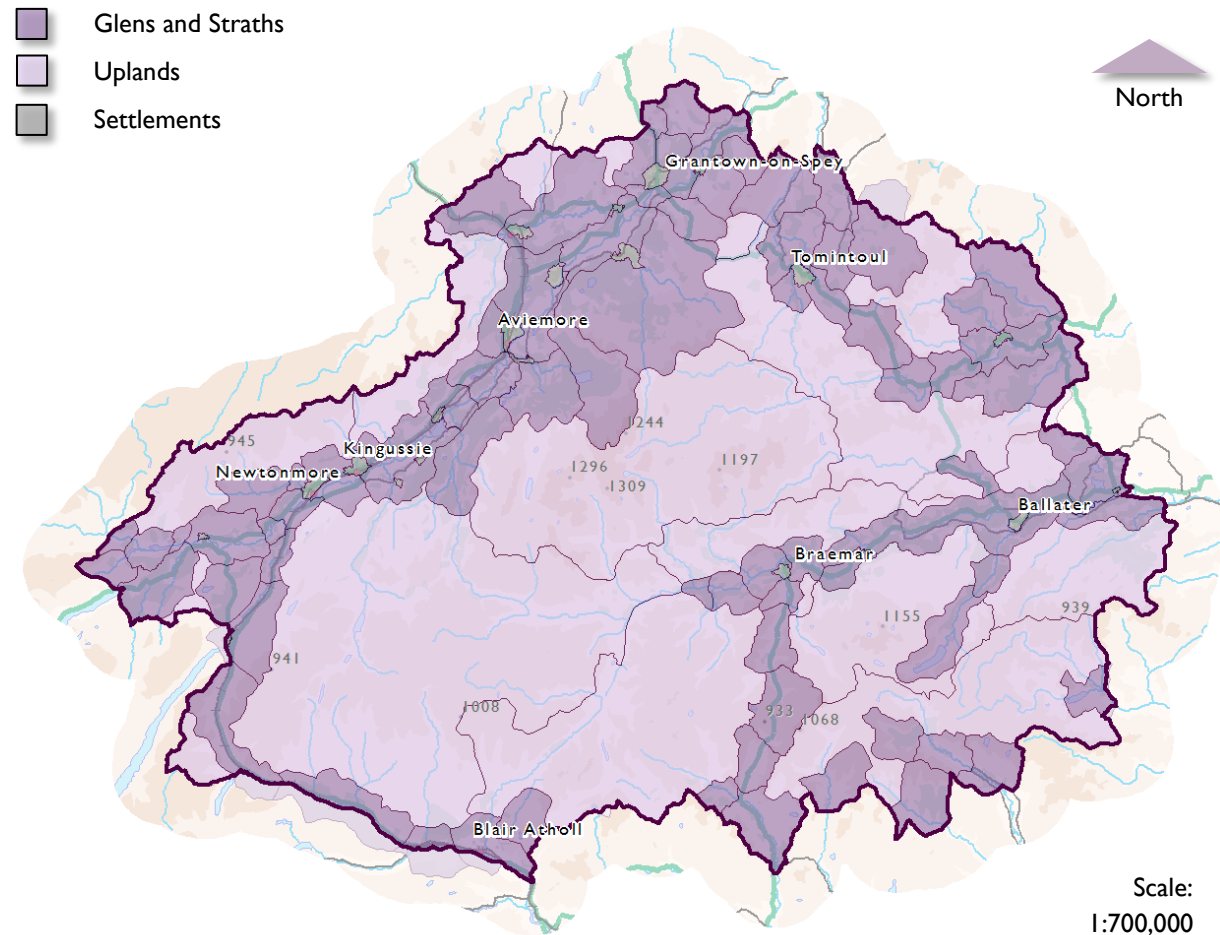 Glens and Straths
Uplands
Settlements
North
Grantown-on-Spey
Tomintoul
Aviemore
1244
945
Kingussie
1296
1197
Newtonmore
1309
Ballater
Braemar
939
1155
941
1008
933
1068
Blair Atholl
Scale:
1:700,000